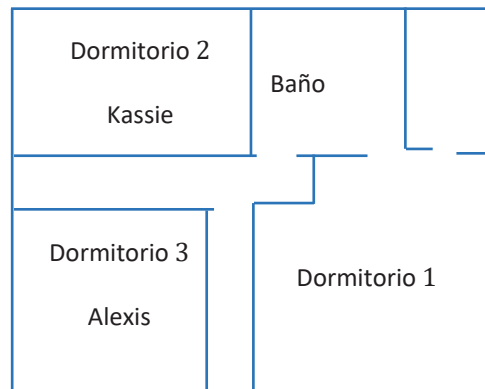 Dormitorio 2
Kassie
Baño
Dormitorio 3
Alexis
Dormitorio 1